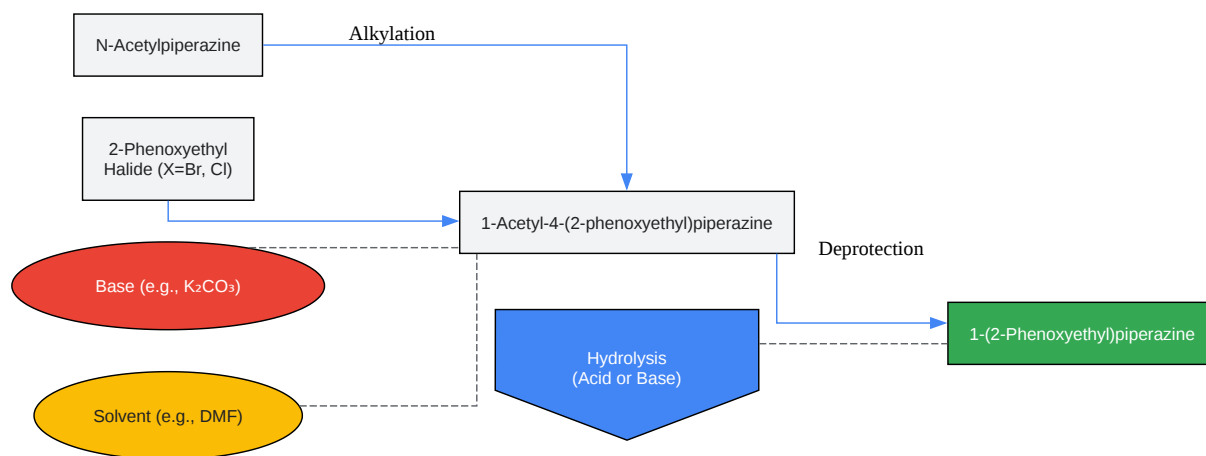 N-Acetylpiperazine
Alkylation
2-Phenoxyethyl
Halide (X=Br, Cl)
1-Acetyl-4-(2-phenoxyethyl)piperazine
Deprotection
Base (e.g., K₂CO₃)
1-(2-Phenoxyethyl)piperazine
Hydrolysis
(Acid or Base)
Solvent (e.g., DMF)